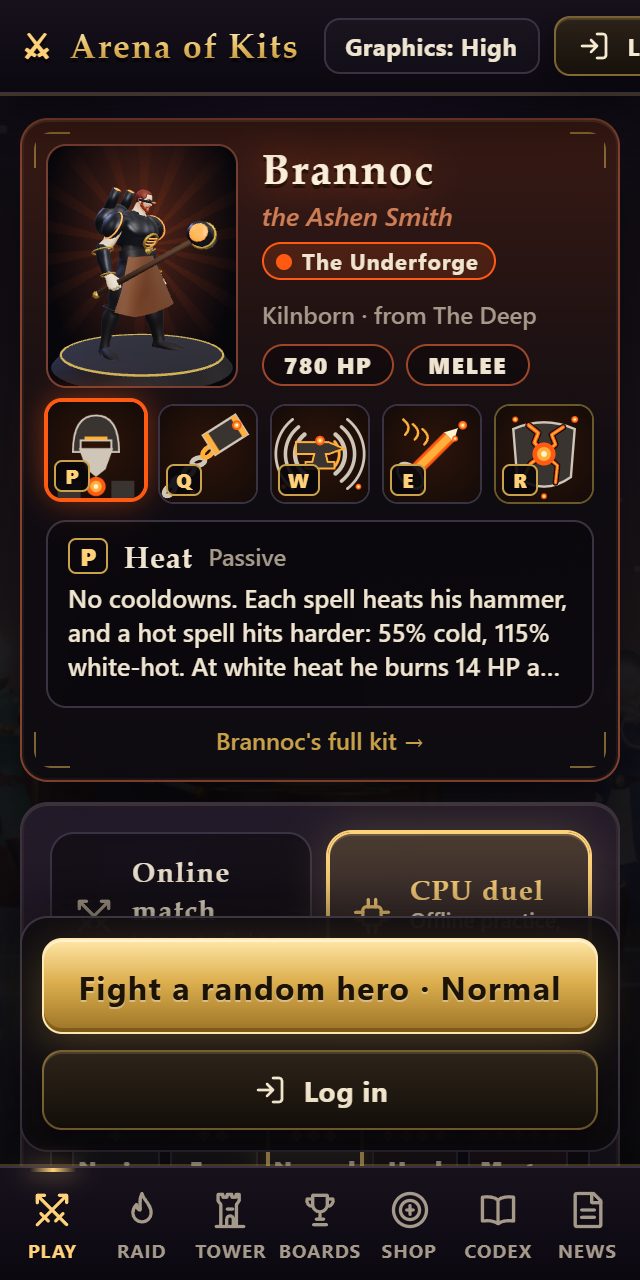 Arena of Kits
Graphics: High
L
Brannoc
the Ashen Smith
The Underforge
Kilnborn · from The Deep
780 HP
MELEE
P
Q
W
E
R
P Heat Passive
No cooldowns. Each spell heats his hammer,
and a hot spell hits harder: 55% cold, 115%
white-hot. At white heat he burns 14 HP a...
Brannoc's full kit →
Online
match
CPU duel
Offline practice,
Fight a random hero · Normal
Log in
PLAY
RAID
TOWER
BOARDS
SHOP
CODEX
NEWS